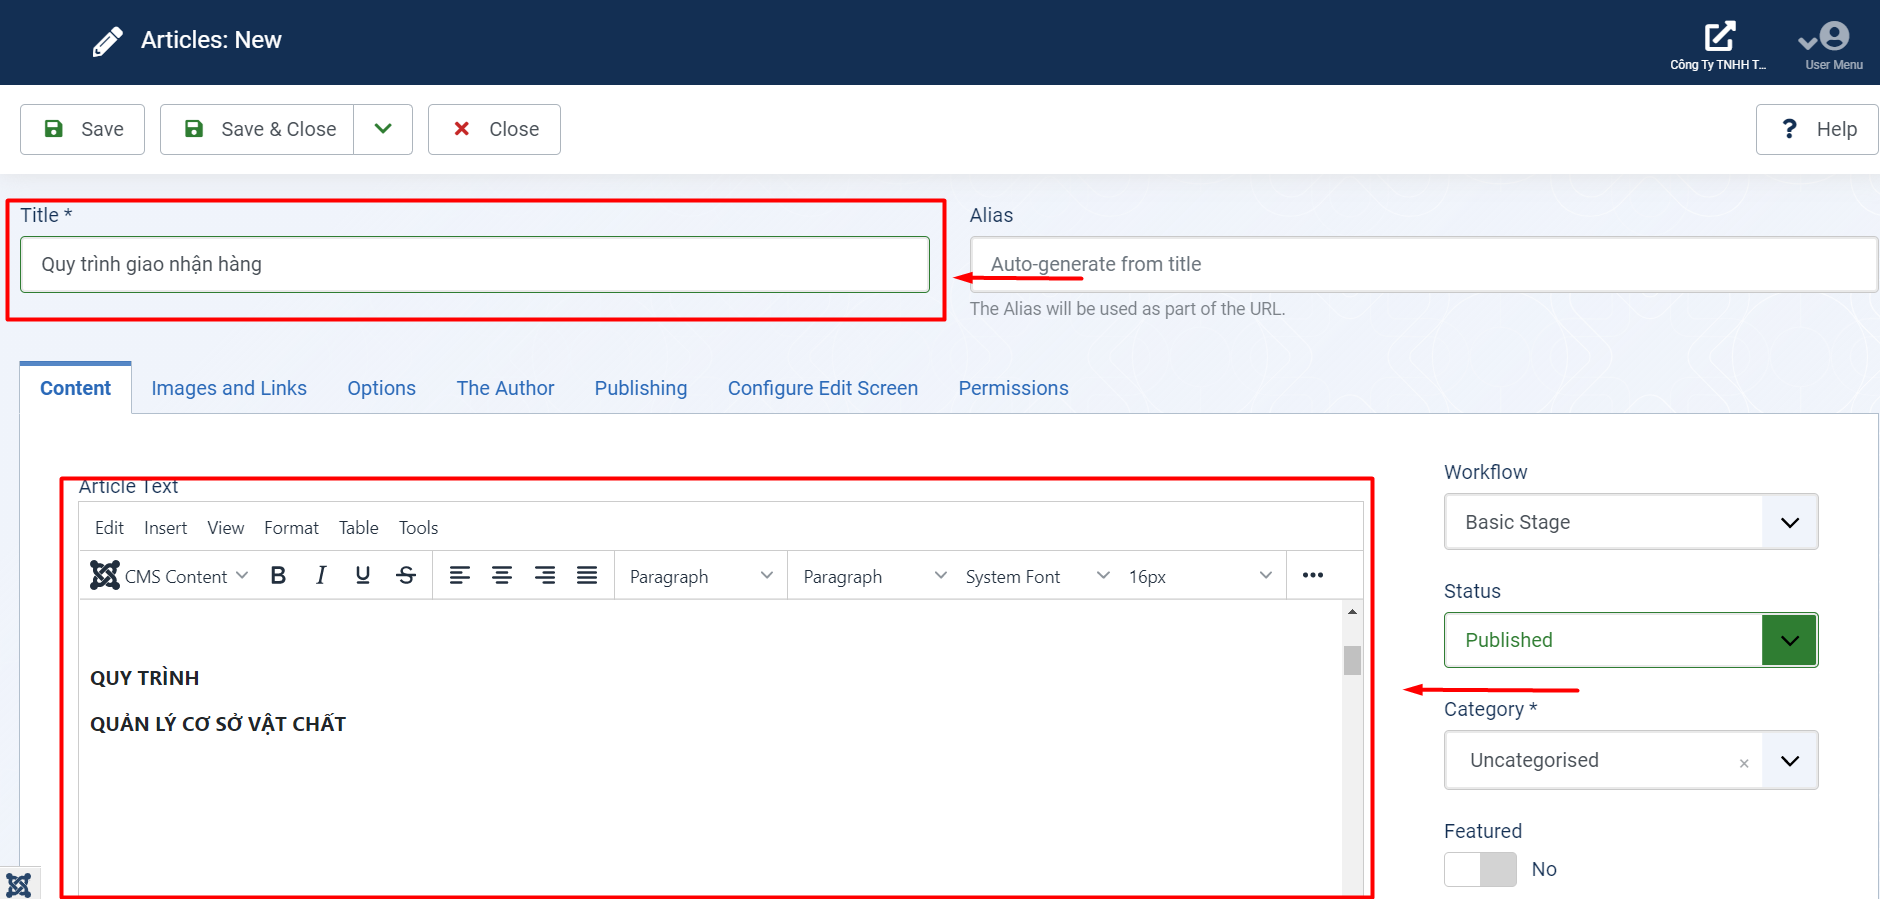 Articles: New
Công Ty TNHH T...
User Menu
Save
Save & Close
Close
? Help
Title *
Quy trình giao nhận hàng
Alias
Auto-generate from title
The Alias will be used as part of the URL.
Content
Images and Links
Options
The Author
Publishing
Configure Edit Screen
Permissions
Article Text
Edit Insert View Format Table Tools
CMS Content B I U S Paragraph Paragraph System Font 16px
QUY TRÌNH
QUẢN LÝ CƠ SỞ VẬT CHẤT
Workflow
Basic Stage
Status
Published
Category *
Uncategorised ×
Featured
No